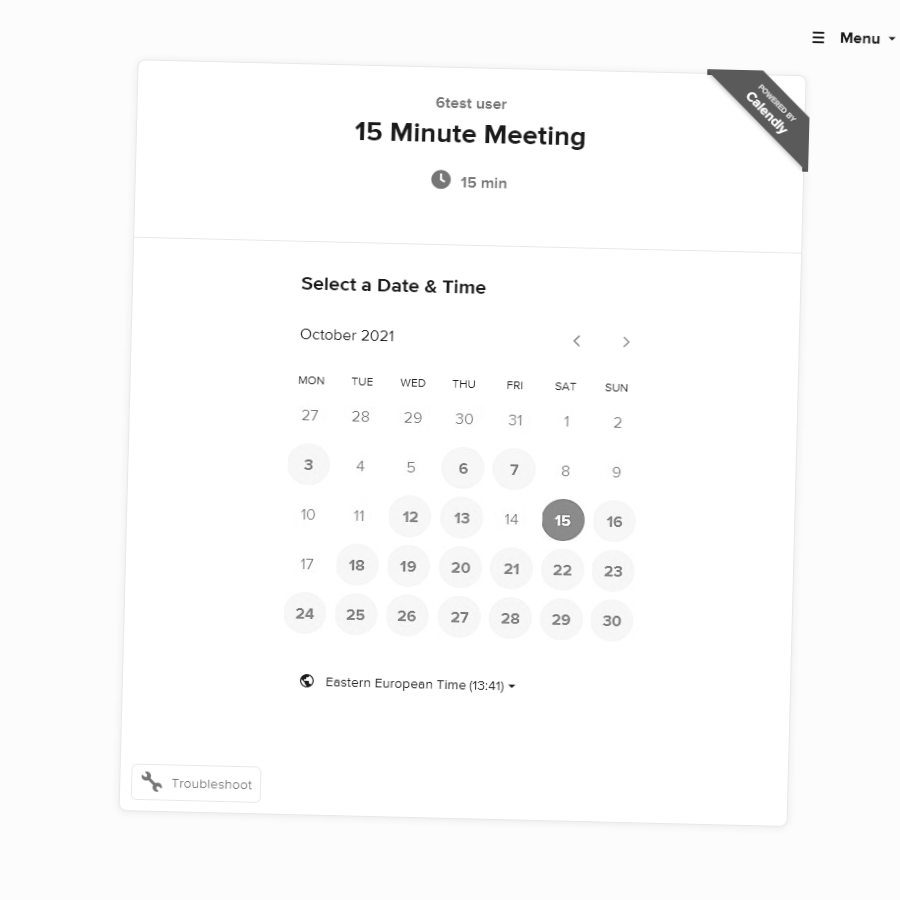 ☰ Menu
POWERED BY
Calendly
6test user
15 Minute Meeting
15 min
Select a Date & Time
October 2021
MON TUE WED THU FRI SAT SUN
27 28 29 30 31 1 2
3 4 5 6 7 8 9
10 11 12 13 14 15 16
17 18 19 20 21 22 23
24 25 26 27 28 29 30
Eastern European Time (13:41)
Troubleshoot